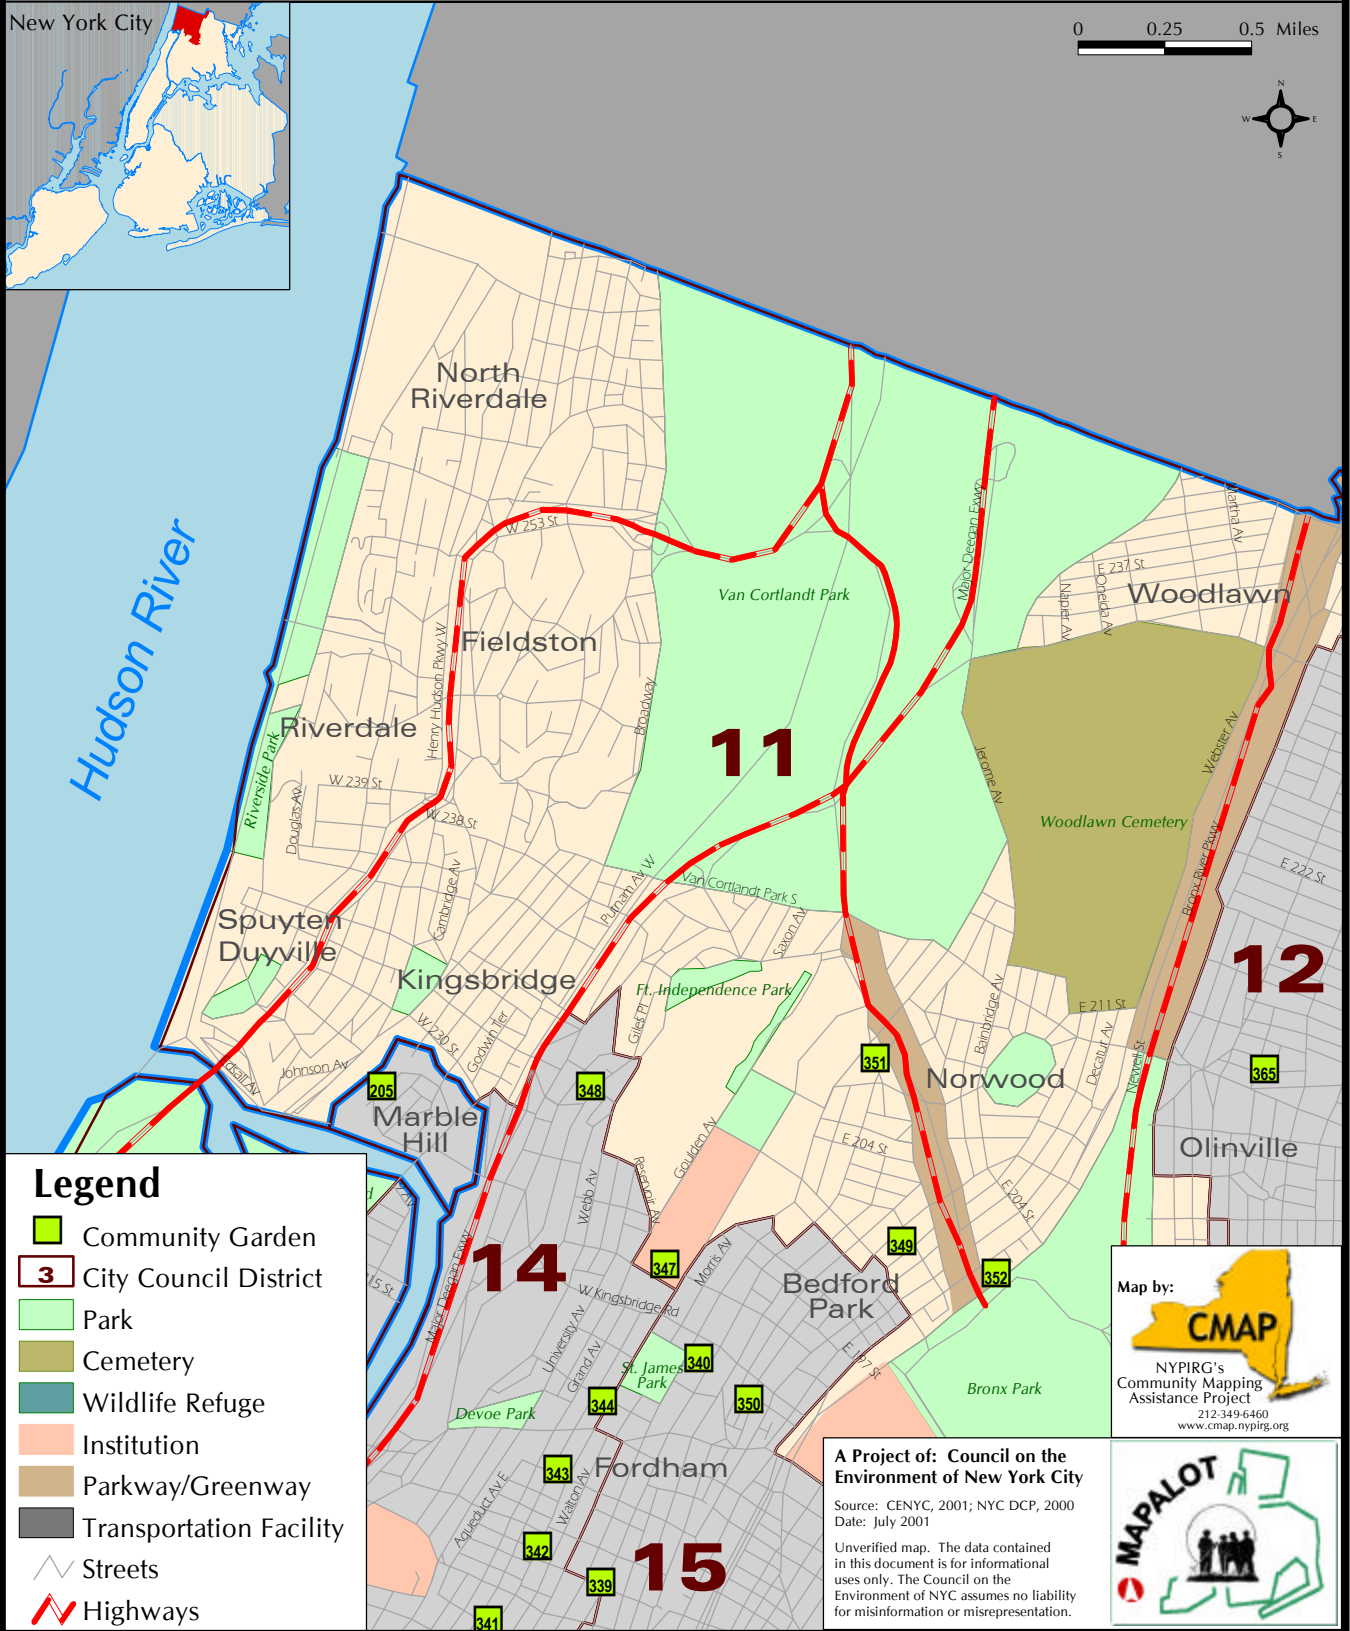 New York City
0 0.25 0.5 Miles
N
W E
S
North
Riverdale
W 253 St
Major Deegan Expwy
Martha Av
E 237 St
Napier Av
Oneida Av
Woodlawn
Van Cortlandt Park
Hudson River
Fieldston
Henry Hudson Pkwy W
Broadway
Riverdale
Riverside Park
11
Webster Av
Jerome Av
W 239 St
Douglas Av
W 238 St
Woodlawn Cemetery
Bronx River Pkwy
E 222 St
Cambridge Av
Putnam Av W
Van Cortlandt Park S
Saxon Av
Spuyten
Duyville
12
Kingsbridge
Ft. Independence Park
Bainbridge Av
E 211 St
W 230 St
Godwin Ter
Giles Pl
Decatur Av
Newell St
351
365
Johnson Av
205
348
Norwood
Marble
Hill
Goulden Av
E 204 St
Olinville
Webb Av
Reservoir Av
E 204 St
14
Major Deegan Expwy
347
Morris Av
349
352
Bedford
Park
W Kingsbridge Rd
University Av
Grand Av
St. James
Park
340
E 197 St
Bronx Park
344
350
Devoe Park
343
Fordham
Aqueduct Av E
Walton Av
342
339
15
341
Legend
Community Garden
3 City Council District
Park
Cemetery
Wildlife Refuge
Institution
Parkway/Greenway
Transportation Facility
Streets
Highways
Map by:
CMAP
NYPIRG's
Community Mapping
Assistance Project
212-349-6460
www.cmap.nypirg.org
A Project of: Council on the
Environment of New York City
Source: CENYC, 2001; NYC DCP, 2000
Date: July 2001
Unverified map. The data contained
in this document is for informational
uses only. The Council on the
Environment of NYC assumes no liability
for misinformation or misrepresentation.
MAPALOT